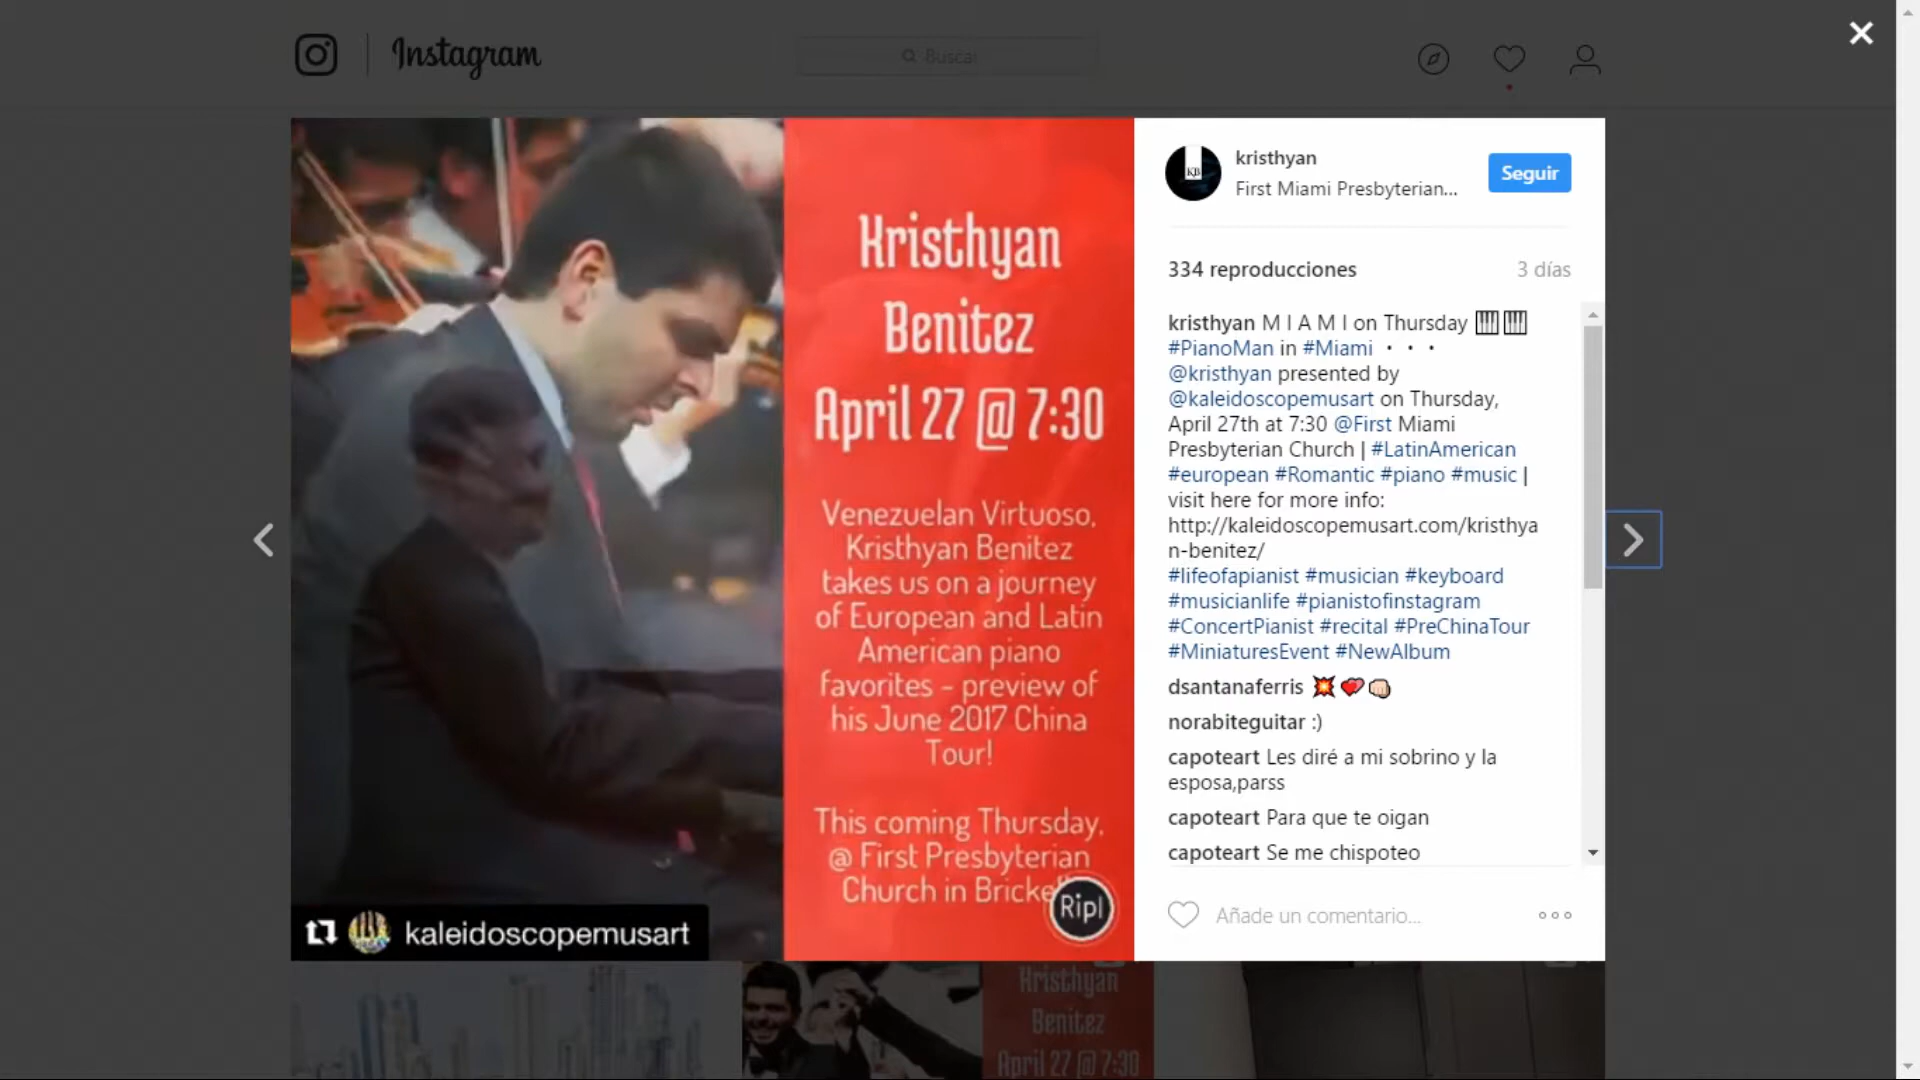 Instagram
Buscar
kristhyan
First Miami Presbyterian...
Seguir
Kristhyan
Benitez
April 27 @ 7:30
Venezuelan Virtuoso,
Kristhyan Benitez
takes us on a journey
of European and Latin
American piano
favorites - preview of
his June 2017 China
Tour!
This coming Thursday,
@ First Presbyterian
Church in Bricke
Ripl
kaleidoscopemusart
334 reproducciones
3 días
kristhyan M I A M I on Thursday 🎹🎹
#PianoMan in #Miami ・・・
@kristhyan presented by
@kaleidoscopemusart on Thursday,
April 27th at 7:30 @First Miami
Presbyterian Church | #LatinAmerican
#european #Romantic #piano #music |
visit here for more info:
http://kaleidoscopemusart.com/kristhya
n-benitez/
#lifeofapianist #musician #keyboard
#musicianlife #pianistofinstagram
#ConcertPianist #recital #PreChinaTour
#MiniaturesEvent #NewAlbum
dsantanaferris 💥💞👊🏻
norabiteguitar :)
capoteart Les diré a mi sobrino y la
esposa,parss
capoteart Para que te oigan
capoteart Se me chispoteo
Añade un comentario...
Kristhyan
Benitez
April 27 @ 7:30